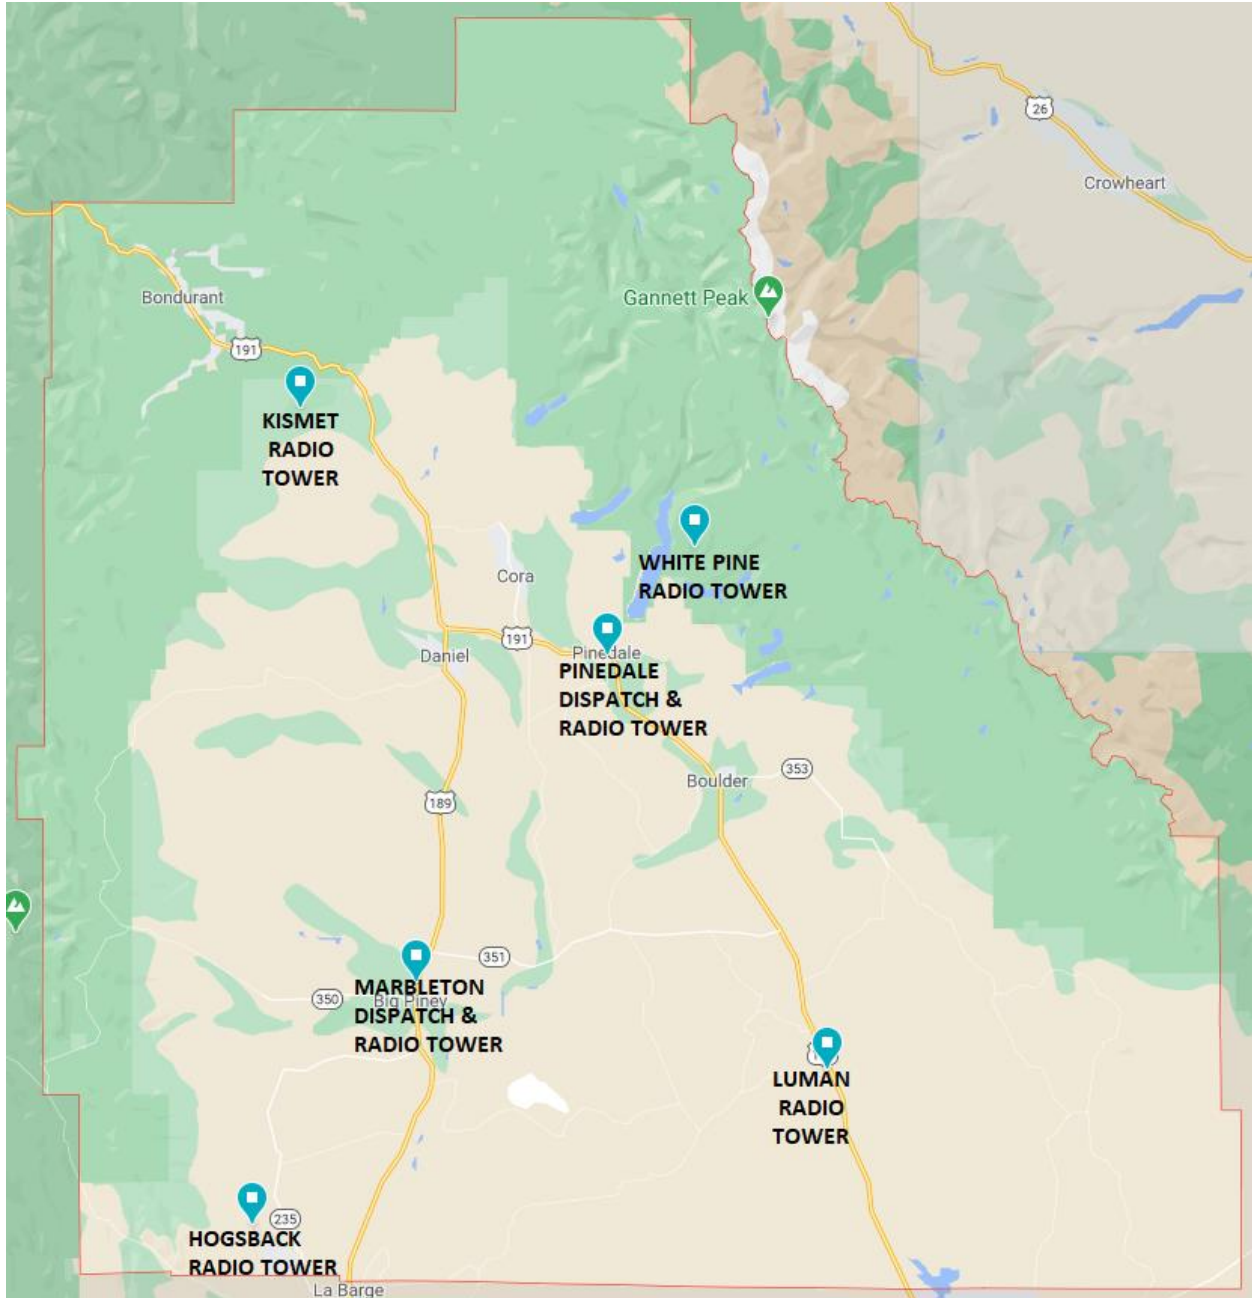 26
Crowheart
Bondurant
Gannett Peak
191
KISMET
RADIO
TOWER
WHITE PINE
RADIO TOWER
Cora
191
Daniel
Pinedale
PINEDALE
DISPATCH &
RADIO TOWER
Boulder
353
189
351
MARBLETON
350
Big Piney
DISPATCH &
RADIO TOWER
LUMAN
RADIO
TOWER
235
HOGSBACK
RADIO TOWER
La Barge